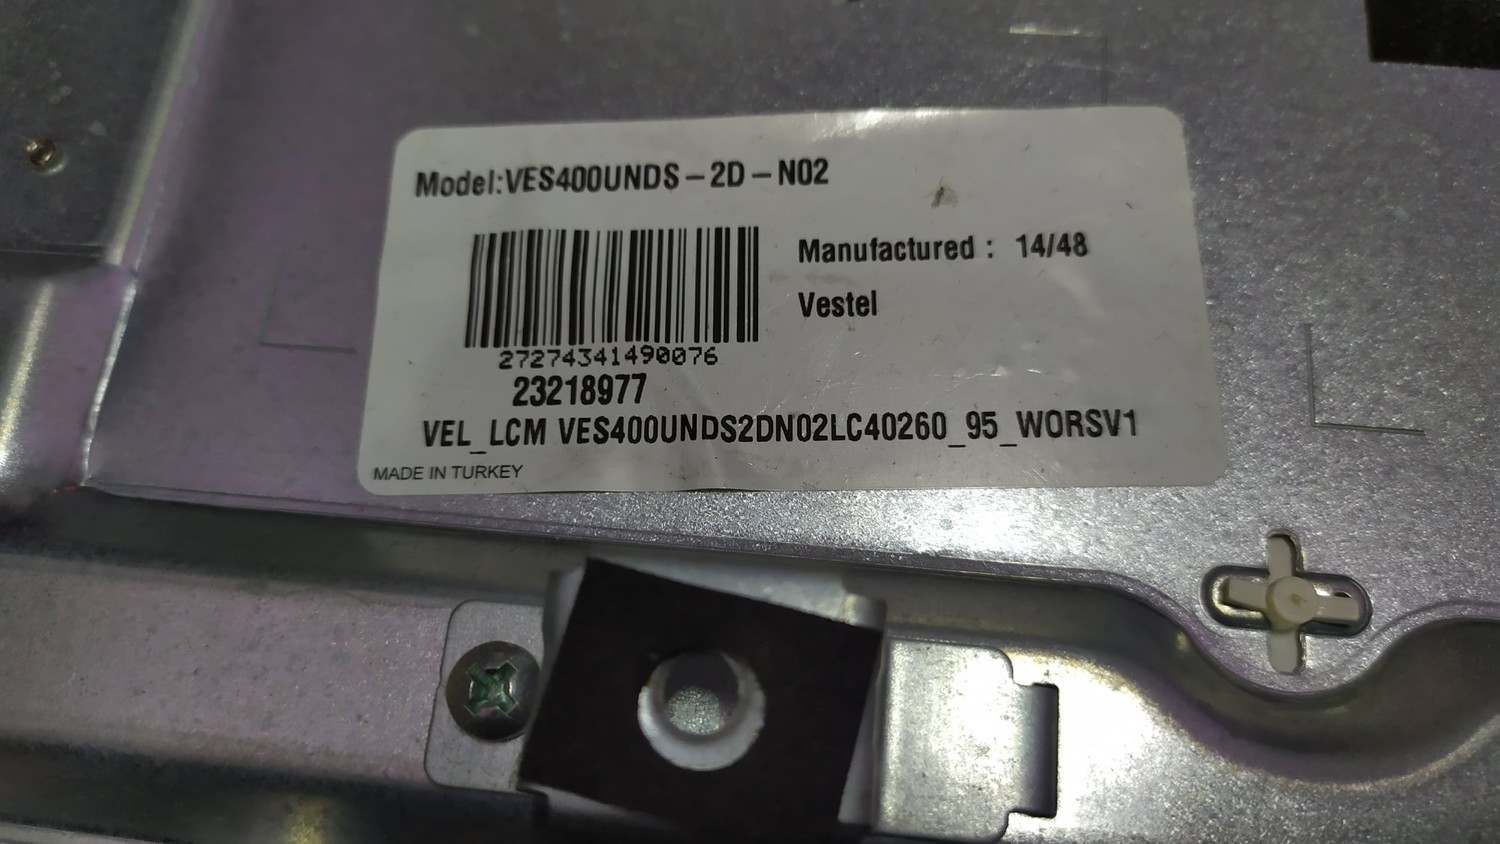 Model:VES400UNDS-2D-N02
Manufactured : 14/48
Vestel
27274341490076
23218977
VEL_LCM VES400UNDS2DN02LC40260_95_WORSV1
MADE IN TURKEY